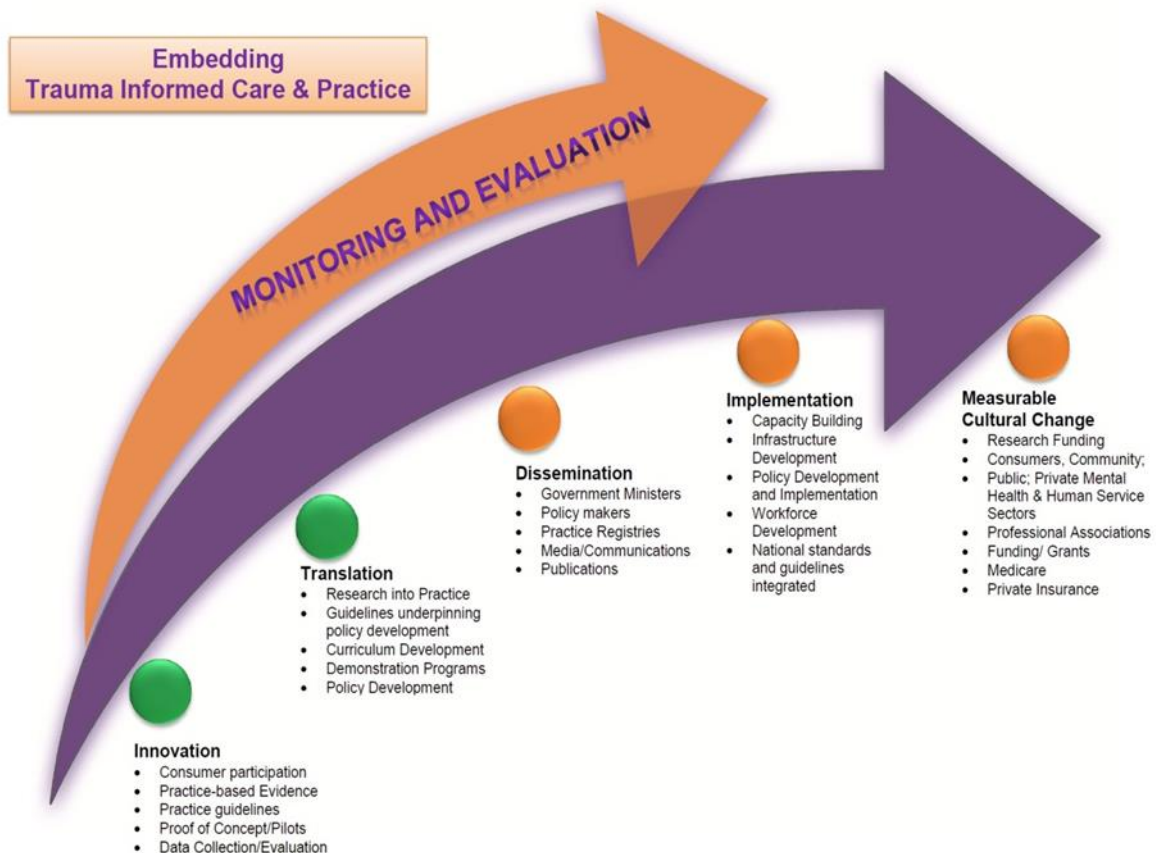 Embedding
Trauma Informed Care & Practice
MONITORING AND EVALUATION
Innovation
• Consumer participation
• Practice-based Evidence
• Practice guidelines
• Proof of Concept/Pilots
• Data Collection/Evaluation
Translation
• Research into Practice
• Guidelines underpinning
policy development
• Curriculum Development
• Demonstration Programs
• Policy Development
Dissemination
• Government Ministers
• Policy makers
• Practice Registries
• Media/Communications
• Publications
Implementation
• Capacity Building
• Infrastructure
Development
• Policy Development
and Implementation
• Workforce
Development
• National standards
and guidelines
integrated
Measurable
Cultural Change
• Research Funding
• Consumers, Community;
• Public; Private Mental
Health & Human Service
Sectors
• Professional Associations
• Funding/ Grants
• Medicare
• Private Insurance